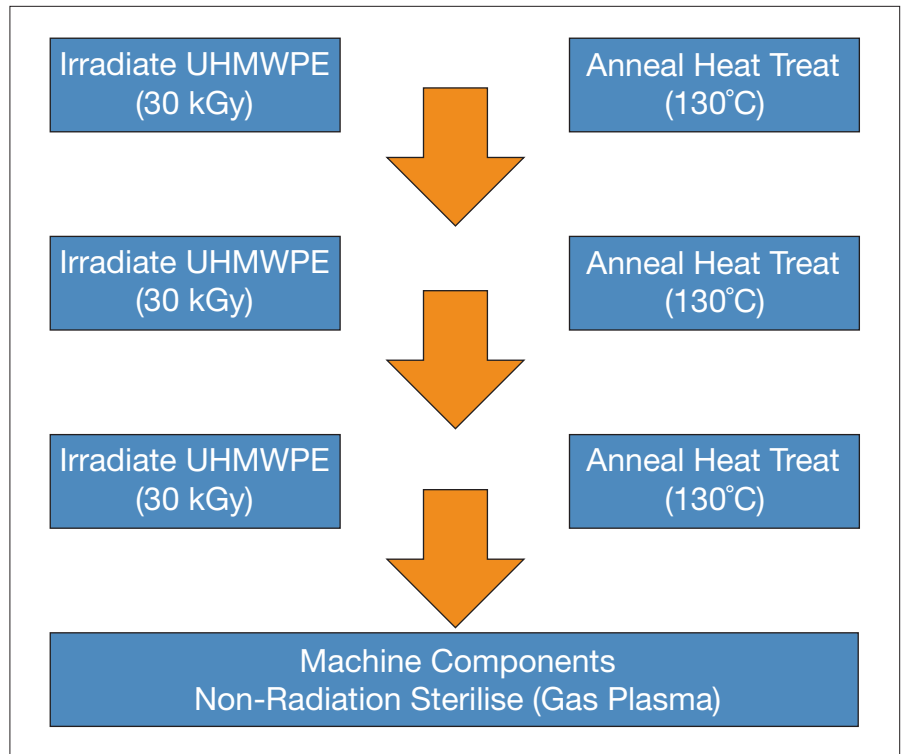 Irradiate UHMWPE
(30 kGy)
Anneal Heat Treat
(130˚C)
Irradiate UHMWPE
(30 kGy)
Anneal Heat Treat
(130˚C)
Irradiate UHMWPE
(30 kGy)
Anneal Heat Treat
(130˚C)
Machine Components
Non-Radiation Sterilise (Gas Plasma)